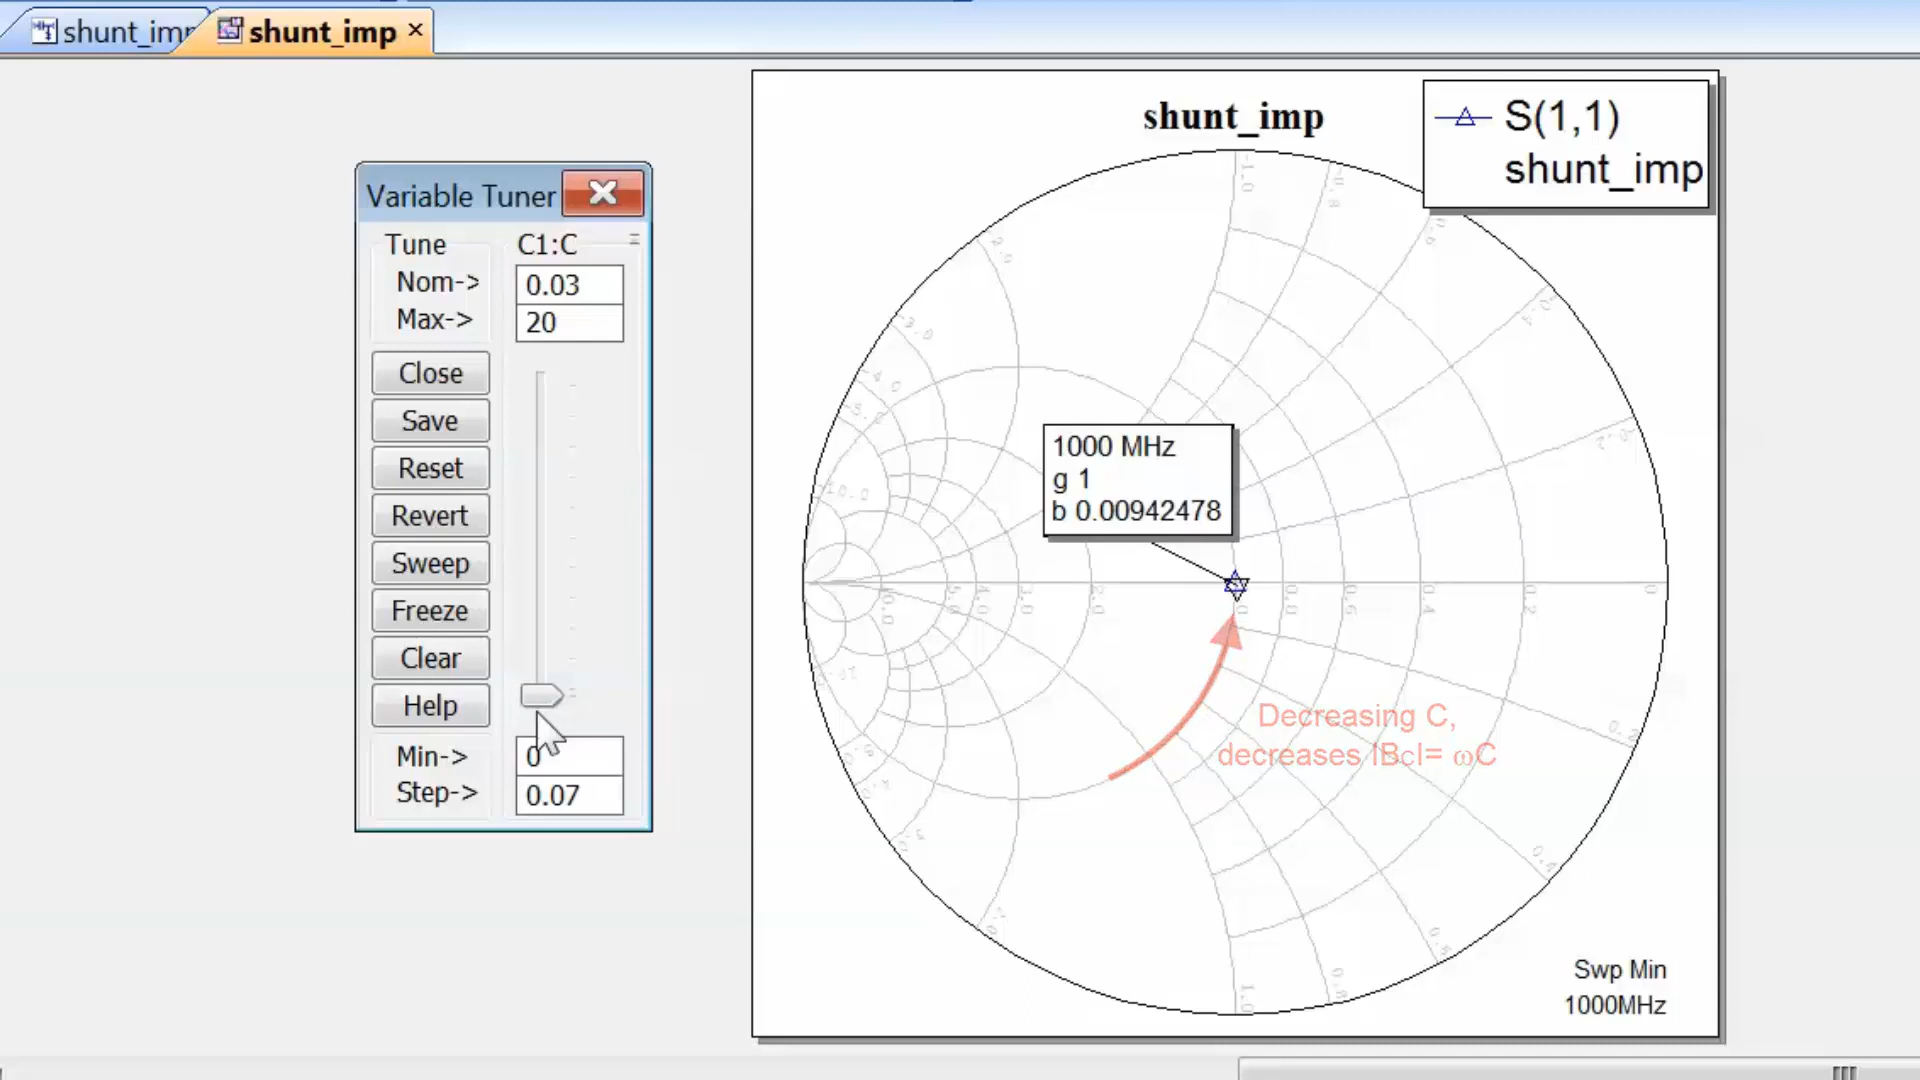 shunt_imp
shunt_imp
Variable Tuner
Tune
C1:C
Nom->
0.03
Max->
20
Close
Save
Reset
Revert
Sweep
Freeze
Clear
Help
Min->
0
Step->
0.07
shunt_imp
S(1,1)
shunt_imp
1000 MHz
g 1
b 0.00942478
Decreasing C,
decreases |Bc|= ωC
Swp Min
1000MHz